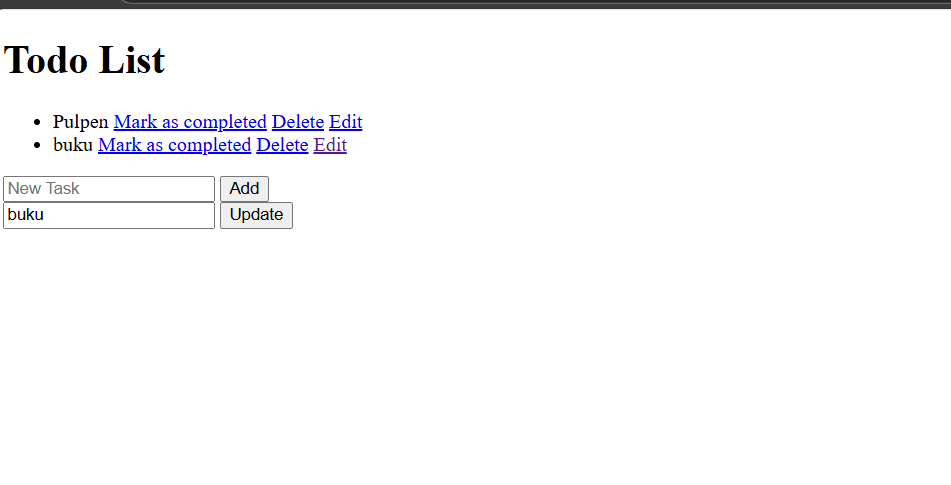 Todo List
Pulpen Mark as completed Delete Edit
buku Mark as completed Delete Edit
New Task Add
buku Update